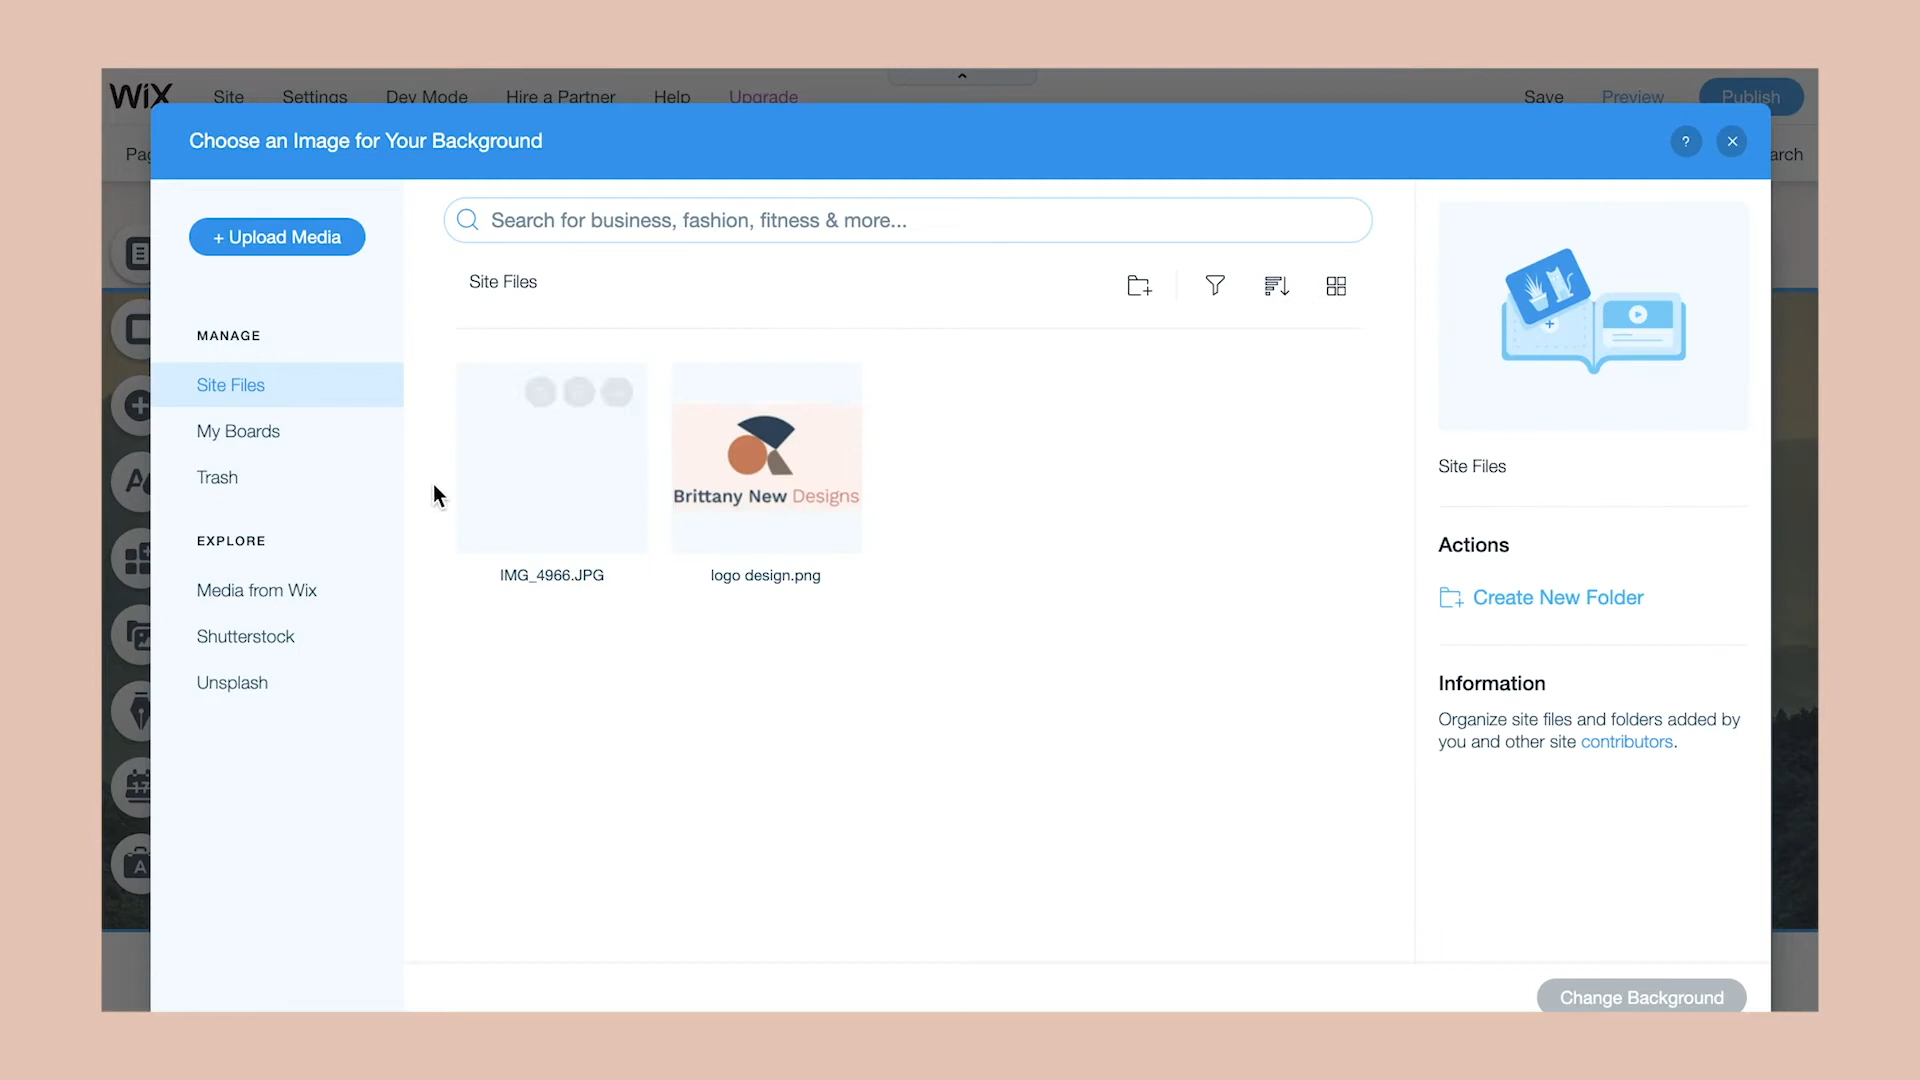 WiX Site Settings Dev Mode Hire a Partner Help Upgrade Save Preview Publish
Choose an Image for Your Background
?
+ Upload Media
Search for business, fashion, fitness & more...
Site Files
MANAGE
Site Files
My Boards
Trash
EXPLORE
Media from Wix
Shutterstock
Unsplash
Brittany New Designs
IMG_4966.JPG
logo design.png
Site Files
Actions
Create New Folder
Information
Organize site files and folders added by
you and other site contributors.
Change Background
17
A